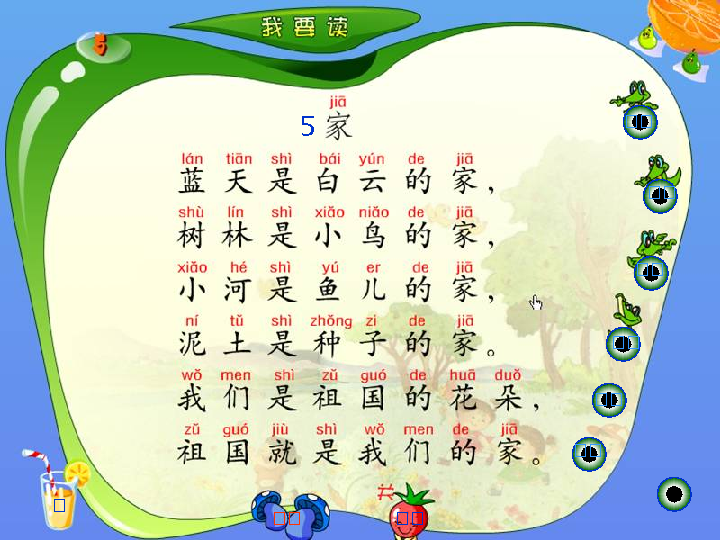 我要读
5
jiā
5 家
lán tiān shì bái yún de jiā
蓝天是白云的家，
shù lín shì xiǎo niǎo de jiā
树林是小鸟的家，
xiǎo hé shì yú er de jiā
小河是鱼儿的家，
ní tǔ shì zhǒng zi de jiā
泥土是种子的家。
wǒ men shì zǔ guó de huā duǒ
我们是祖国的花朵，
zǔ guó jiù shì wǒ men de jiā
祖国就是我们的家。